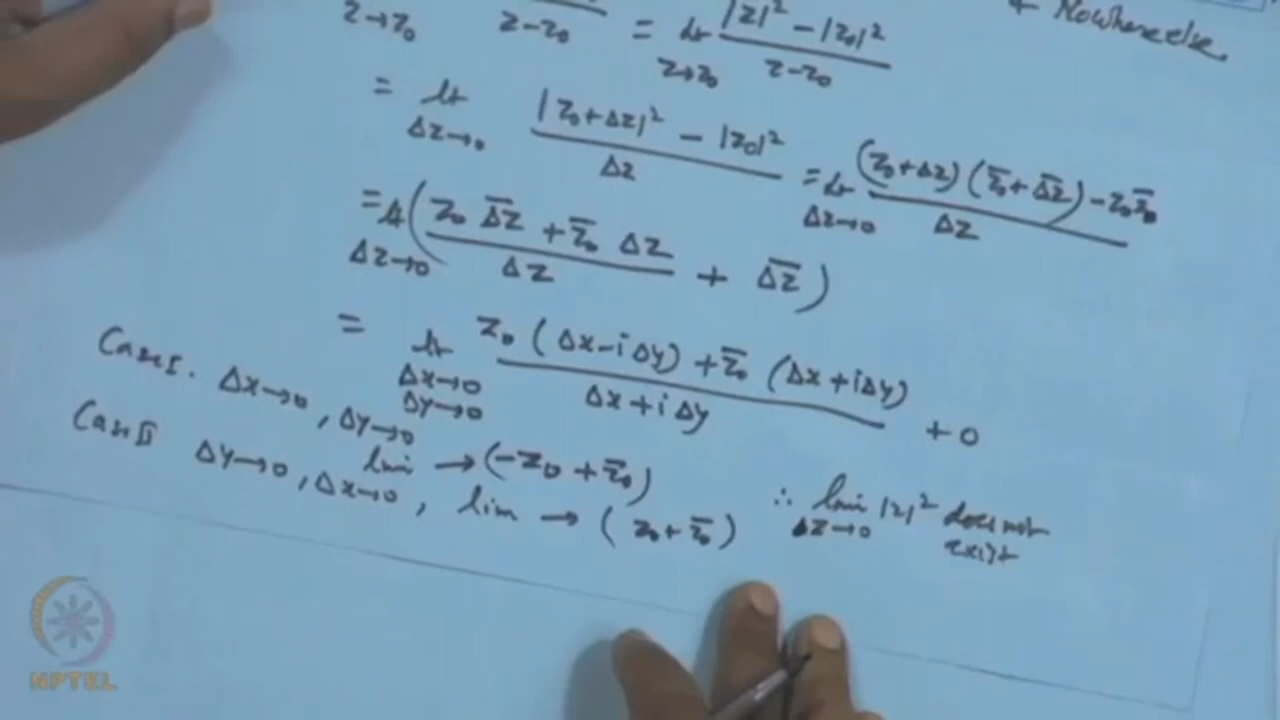 & Nowhere else.
z→z₀ z-z₀ = lt z→z₀ |z|² - |z₀|² / z-z₀
= lt Δz→0 |z₀+Δz|² - |z₀|² / Δz = lt Δz→0 (z₀+Δz)(z̅₀+Δ̅z̅) - z₀z̅₀ / Δz
= lt Δz→0 ( z₀ Δ̅z̅ + z̅₀ Δz / Δz + Δ̅z̅ )
= lt Δx→0 Δy→0 z₀ (Δx-iΔy) + z̅₀ (Δx+iΔy) / Δx+iΔy + 0
Case I. Δx→0, Δy→0
lim → (-z₀ + z̅₀)
Case II Δy→0, Δx→0, lim → (z₀+z̅₀)
∴ lim Δz→0 |z|² does not
exist
NPTEL